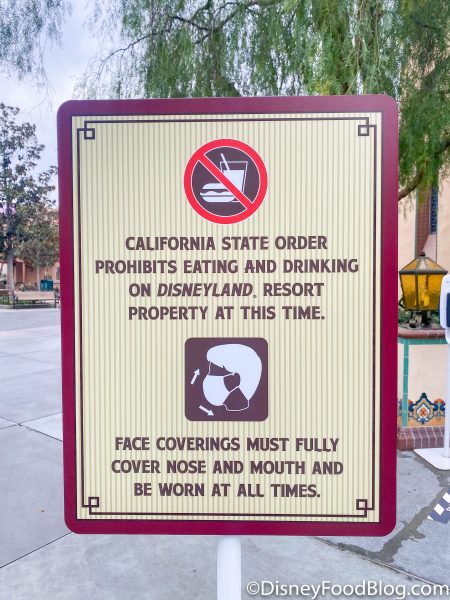 CALIFORNIA STATE ORDER
PROHIBITS EATING AND DRINKING
ON DISNEYLAND® RESORT
PROPERTY AT THIS TIME.
FACE COVERINGS MUST FULLY
COVER NOSE AND MOUTH AND
BE WORN AT ALL TIMES.
©DisneyFoodBlog.com